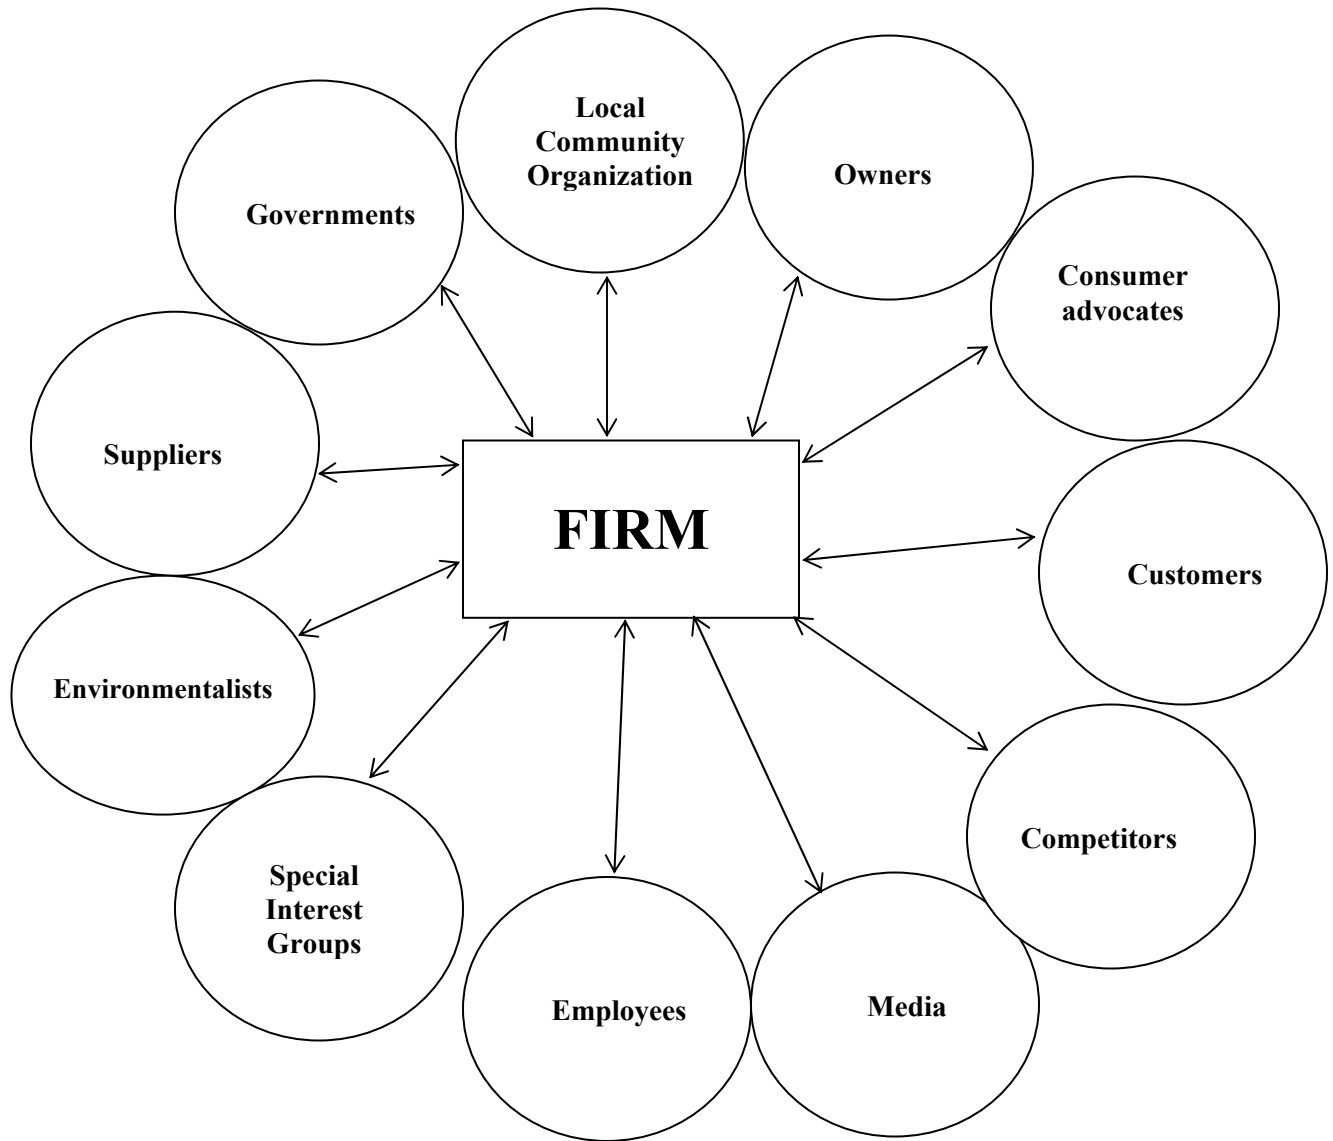 Local
Community
Organization
Owners
Governments
Consumer
advocates
Suppliers
FIRM
Customers
Environmentalists
Competitors
Special
Interest
Groups
Employees
Media